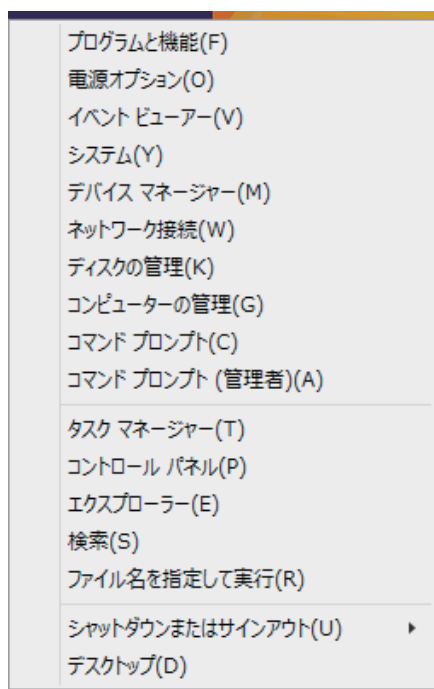 プログラムと機能(F)
電源オプション(O)
イベント ビューアー(V)
システム(Y)
デバイス マネージャー(M)
ネットワーク接続(W)
ディスクの管理(K)
コンピューターの管理(G)
コマンド プロンプト(C)
コマンド プロンプト (管理者)(A)
タスク マネージャー(T)
コントロール パネル(P)
エクスプローラー(E)
検索(S)
ファイル名を指定して実行(R)
シャットダウンまたはサインアウト(U)
デスクトップ(D)